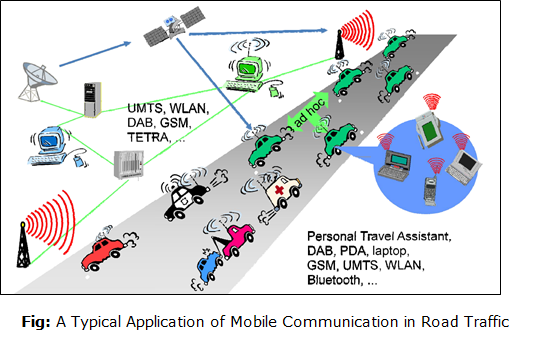 UMTS, WLAN,
DAB, GSM,
TETRA, ...
ad hoc
Personal Travel Assistant,
DAB, PDA, laptop,
GSM, UMTS, WLAN,
Bluetooth, ...
Fig: A Typical Application of Mobile Communication in Road Traffic